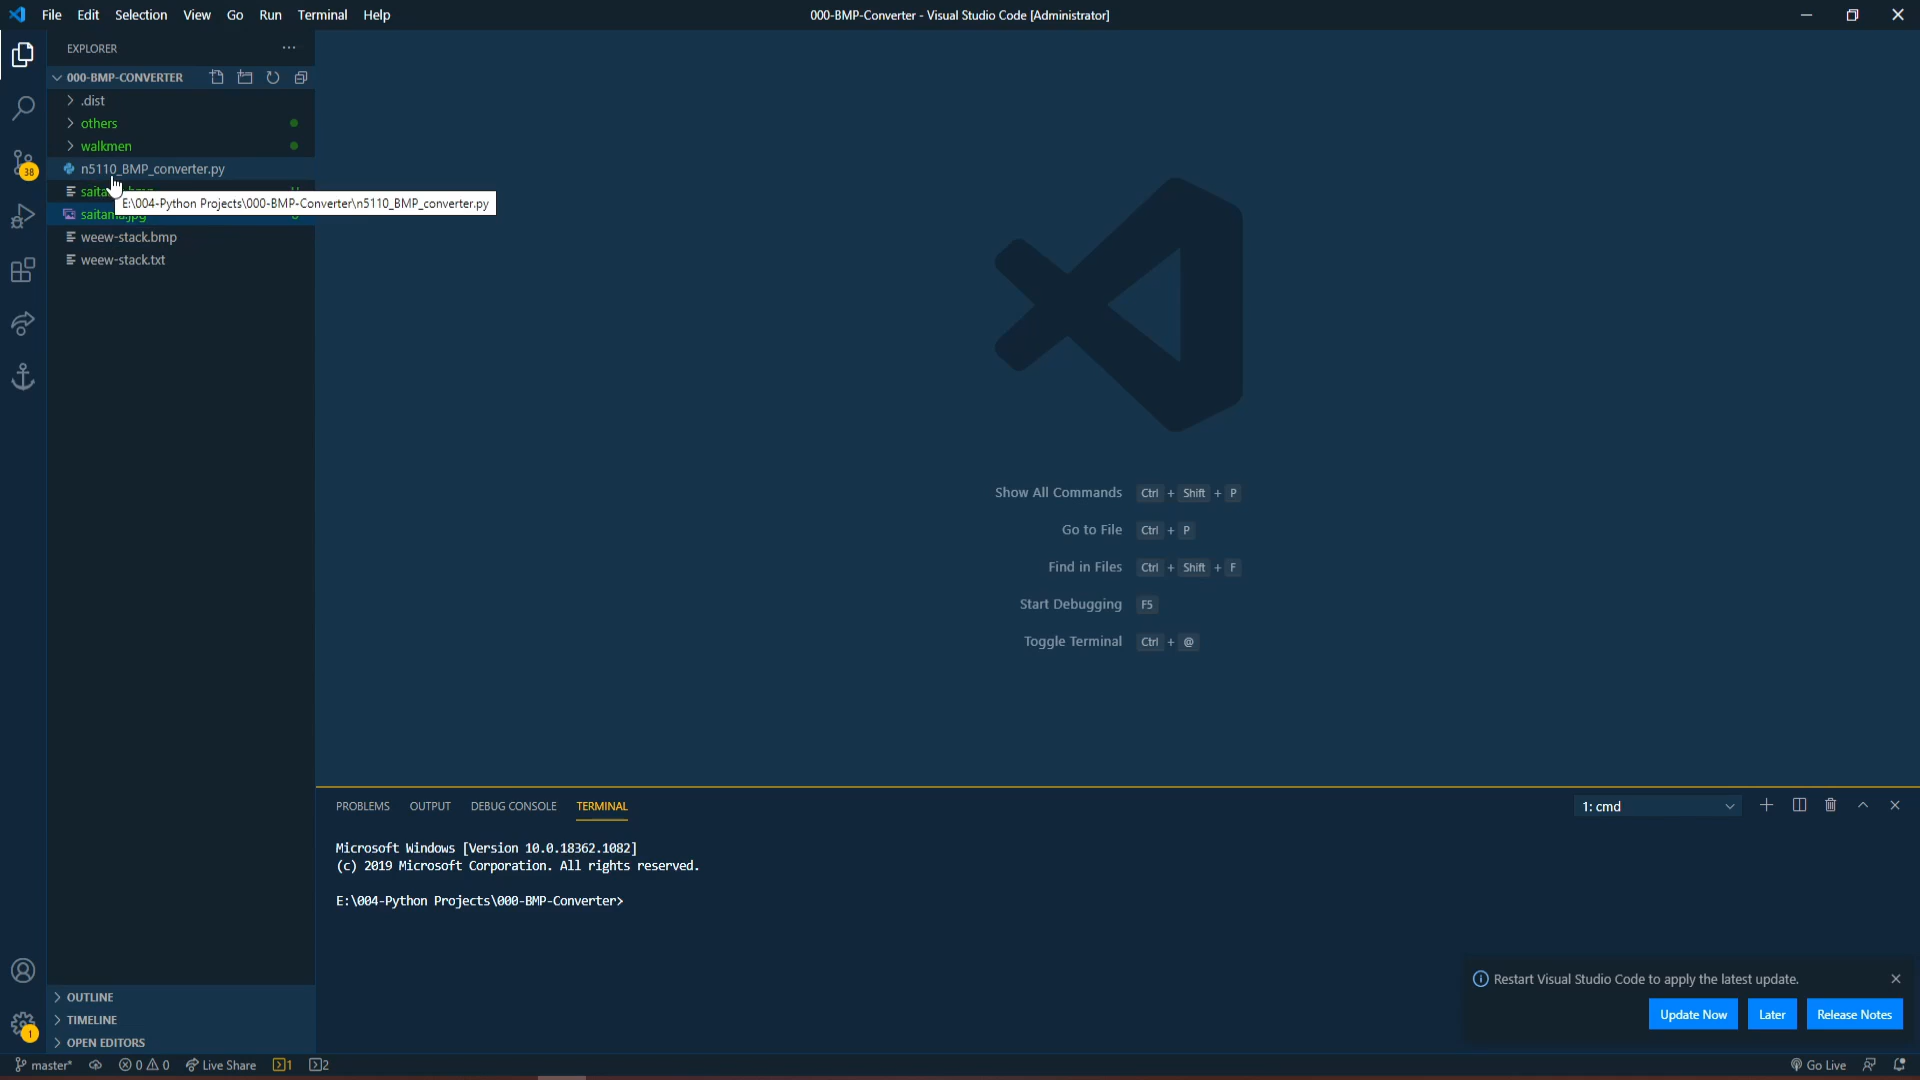 File Edit Selection View Go Run Terminal Help
000-BMP-Converter - Visual Studio Code [Administrator]
EXPLORER
000-BMP-CONVERTER
.dist
others
walkmen
n5110_BMP_converter.py
E:\004-Python Projects\000-BMP-Converter\n5110_BMP_converter.py
weew-stack.bmp
weew-stack.txt
38
Show All Commands Ctrl + Shift + P
Go to File Ctrl + P
Find in Files Ctrl + Shift + F
Start Debugging F5
Toggle Terminal Ctrl + @
PROBLEMS OUTPUT DEBUG CONSOLE TERMINAL
1: cmd
Microsoft Windows [Version 10.0.18362.1082]
(c) 2019 Microsoft Corporation. All rights reserved.
E:\004-Python Projects\000-BMP-Converter>
Restart Visual Studio Code to apply the latest update.
Update Now Later Release Notes
OUTLINE
TIMELINE
OPEN EDITORS
1
master* 0 0 Live Share 1 2
Go Live